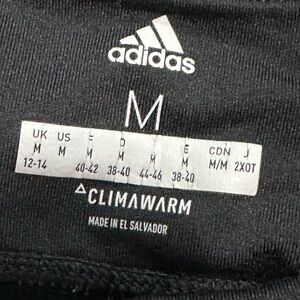 adidas
M
UK US F D E CDN J
M M M M M M/M 2XOT
12-14 40-42 38-40 44-46 38-40
CLIMAWARM
MADE IN EL SALVADOR